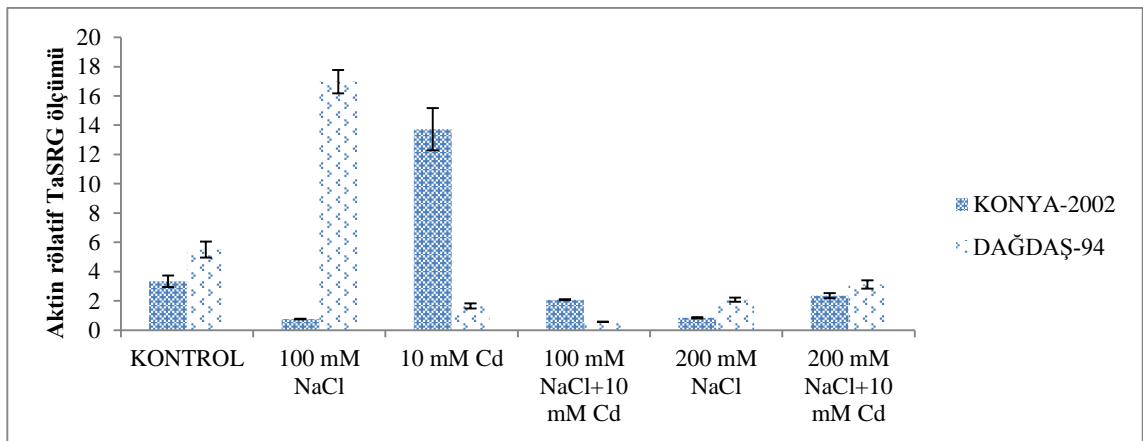 Aktin rölatif TaSRG ölçümü
20
18
16
14
12
10
8
6
4
2
0
KONTROL
100 mM
NaCl
10 mM Cd
100 mM
NaCl+10
mM Cd
200 mM
NaCl
200 mM
NaCl+10
mM Cd
KONYA-2002
DAĞDAŞ-94